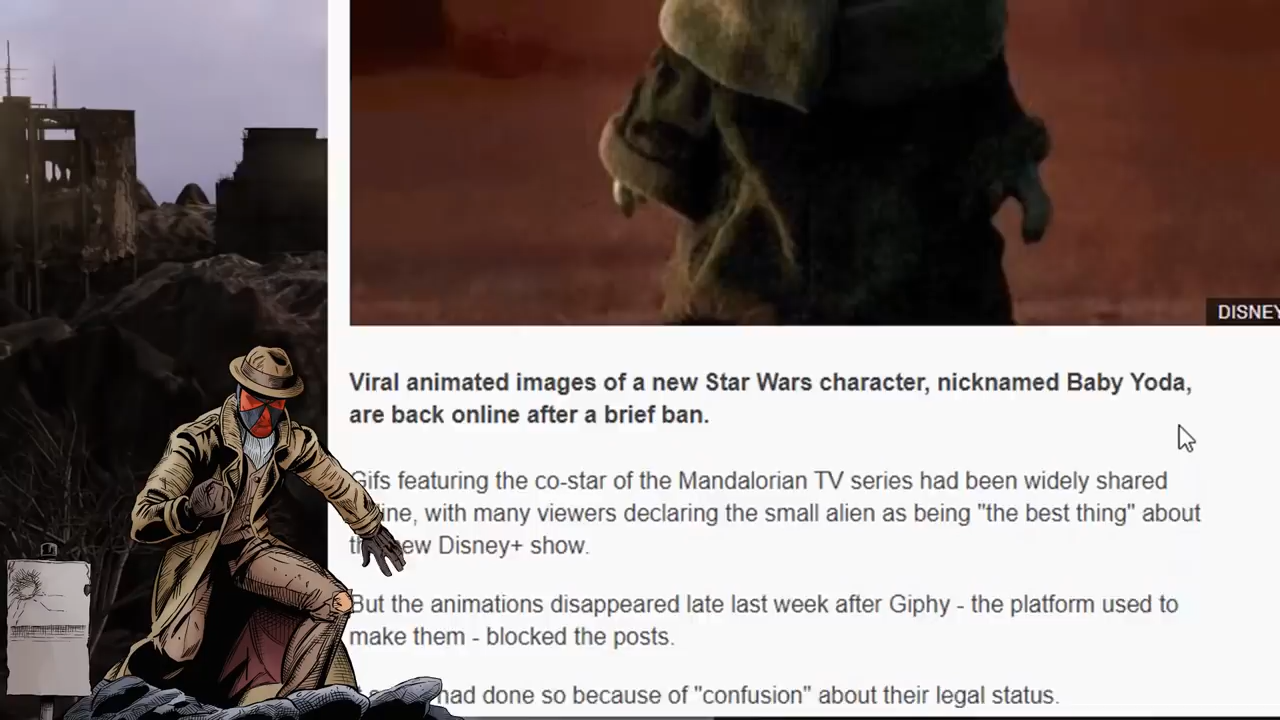 DISNEY
Viral animated images of a new Star Wars character, nicknamed Baby Yoda,
are back online after a brief ban.
Gifs featuring the co-star of the Mandalorian TV series had been widely shared
with many viewers declaring the small alien as being "the best thing" about
Disney+ show.
But the animations disappeared late last week after Giphy - the platform used to
make them - blocked the posts.
had done so because of "confusion" about their legal status.